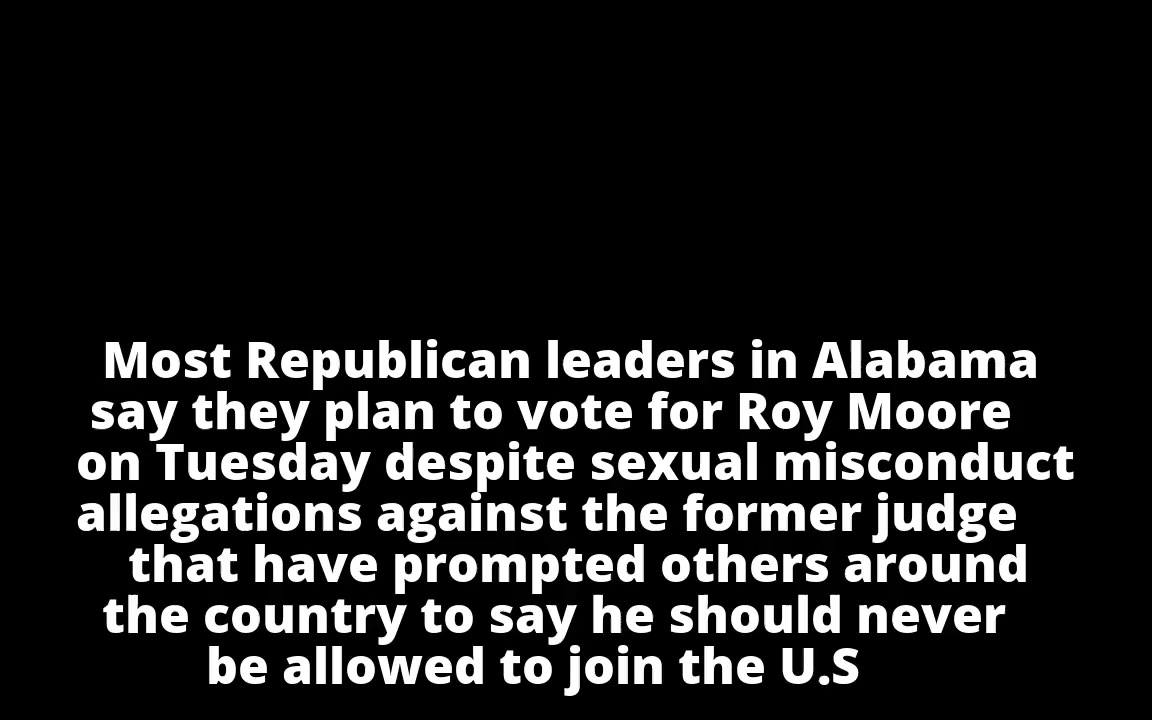 Most Republican leaders in Alabama
say they plan to vote for Roy Moore
on Tuesday despite sexual misconduct
allegations against the former judge
that have prompted others around
the country to say he should never
be allowed to join the U.S